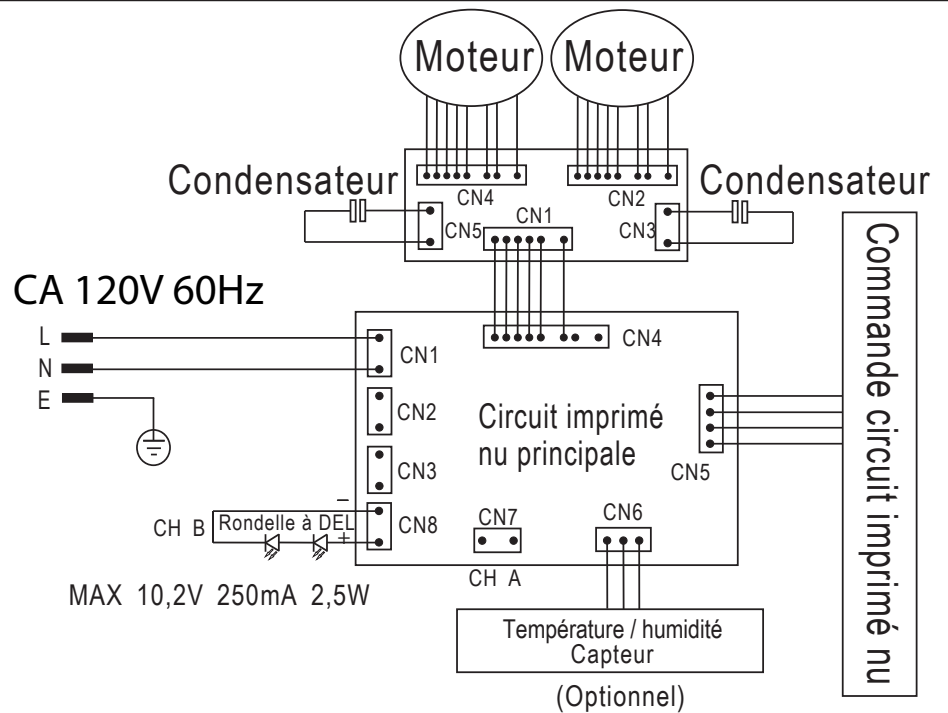 Moteur
Moteur
Condensateur
Condensateur
CN4
CN2
CN5
CN1
CN3
CA 120V 60Hz
L
N
E
CN1
CN4
CN2
CN3
Circuit imprimé
nu principale
CN5
Commande circuit imprimé nu
−
CH B
Rondelle à DEL
+
CN8
CN7
CN6
CH A
MAX 10,2V 250mA 2,5W
Température / humidité
Capteur
(Optionnel)